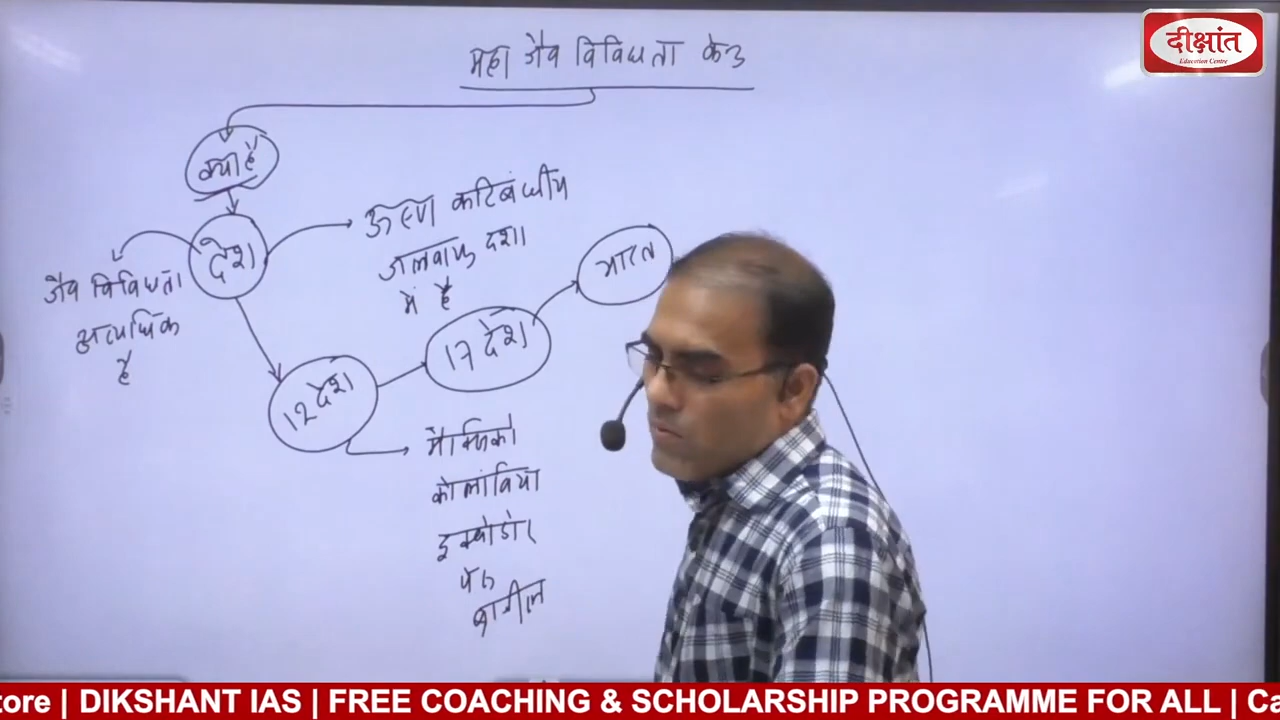 दीक्षांत
Education Centre
महा जैव विविधता केन्द्र
क्या है
देश
उष्ण कटिबंधीय
जलवायु दशा
में है
जैव विविधता
अत्यधिक
है
12 देश
17 देश
भारत
मैक्सिको
कोलांबिया
इक्वाडोर
पेरू
ब्राजील
tore | DIKSHANT IAS | FREE COACHING & SCHOLARSHIP PROGRAMME FOR ALL | Ca